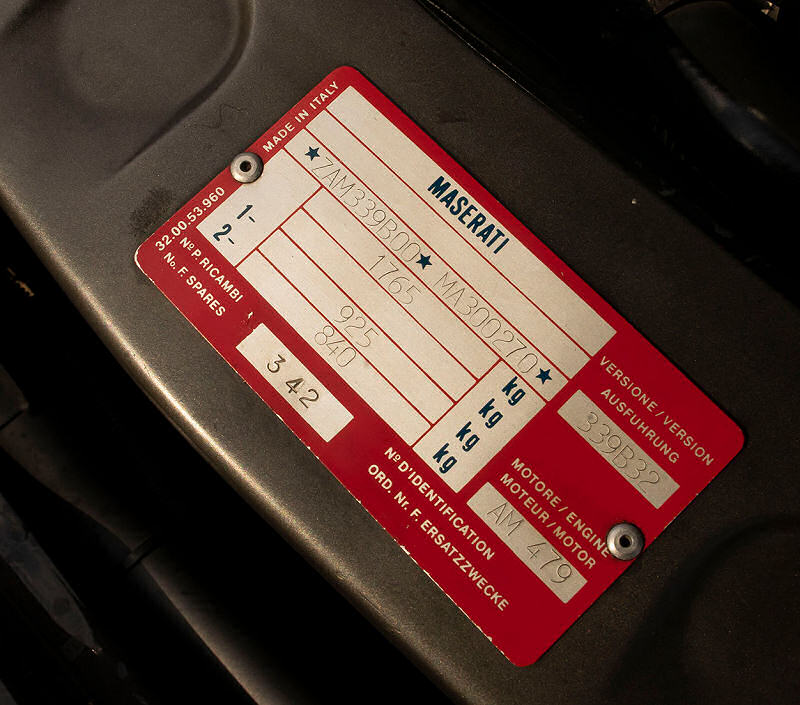 MADE IN ITALY
MASERATI
★ZAM339B00★ MA300270★
1765 kg
kg
1- 925 kg
2- 840 kg
32.00.53.960
Nº P. RICAMBI
No. F. SPARES
342
Nº D'IDENTIFICATION
ORD. Nr. F. ERSATZZWECKE
VERSIONE / VERSION
AUSFUHRUNG
339B32
MOTORE / ENGINE
MOTEUR / MOTOR
AM 479